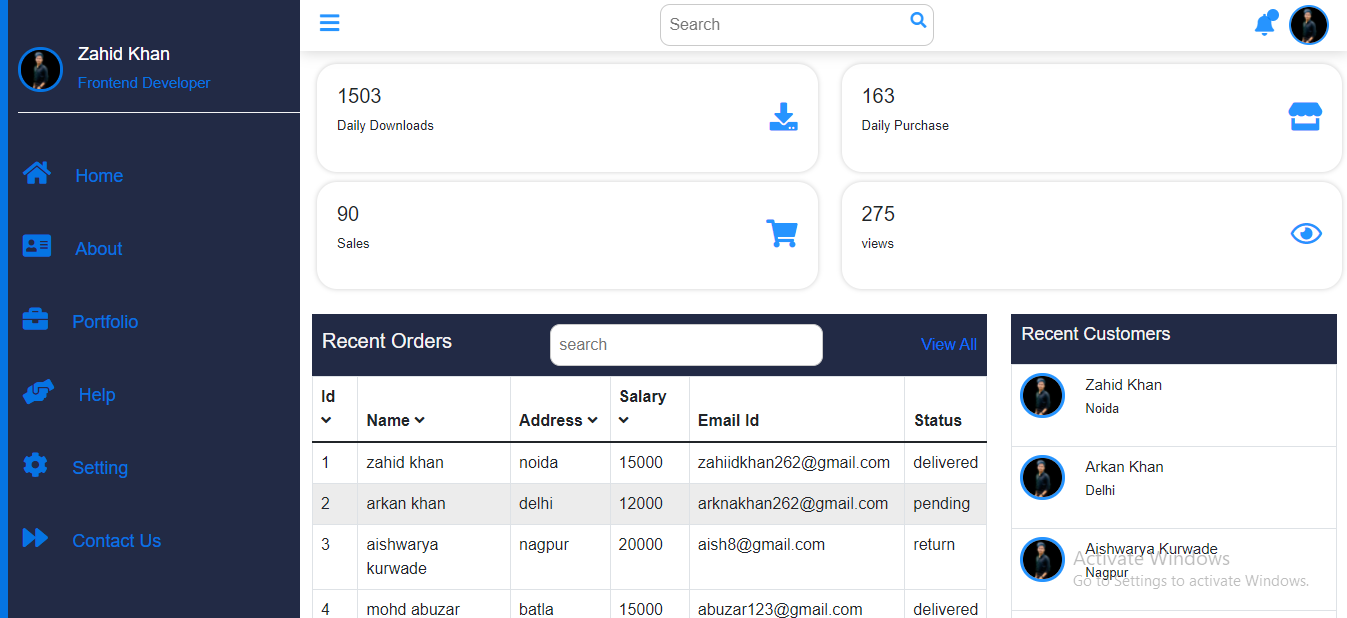 Zahid Khan
Frontend Developer
Home
About
Portfolio
Help
Setting
Contact Us
Search
1503
Daily Downloads
163
Daily Purchase
90
Sales
275
views
Recent Orders
search
View All
Id Name Address Salary Email Id Status
1 zahid khan noida 15000 zahiidkhan262@gmail.com delivered
2 arkan khan delhi 12000 arknakhan262@gmail.com pending
3 aishwarya nagpur 20000 aish8@gmail.com return
kurwade
4 mohd abuzar batla 15000 abuzar123@gmail.com delivered
Recent Customers
Zahid Khan
Noida
Arkan Khan
Delhi
Aishwarya Kurwade
Nagpur
Activate Windows
Go to Settings to activate Windows.